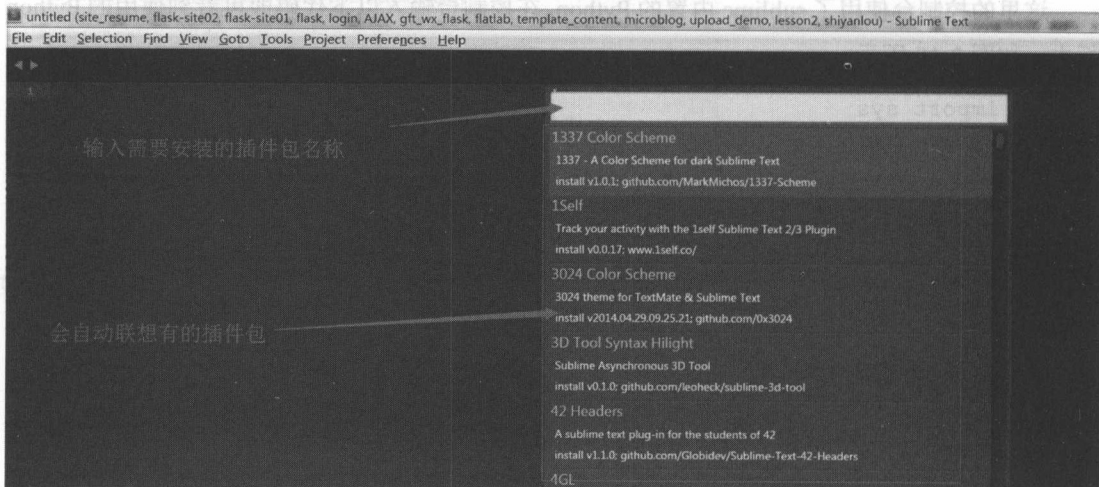 untitled (site_resume, flask-site02, flask-site01, flask, login, AJAX, gft_wx_flask, flatlab, template_content, microblog, upload_demo, lesson2, shiyanlou) - Sublime Text
File Edit Selection Find View Goto Tools Project Preferences Help
1
输入需要安装的插件包名称
1337 Color Scheme
1337 - A Color Scheme for dark Sublime Text
install v1.0.1; github.com/MarkMichos/1337-Scheme
1Self
Track your activity with the 1self Sublime Text 2/3 Plugin
install v0.0.17; www.1self.co/
3024 Color Scheme
3024 theme for TextMate & Sublime Text
install v2014.04.29.09.25.21; github.com/0x3024
会自动联想有的插件包
3D Tool Syntax Hilight
Sublime Asynchronous 3D Tool
install v0.1.0; github.com/leoheck/sublime-3d-tool
42 Headers
A sublime text plug-in for the students of 42
install v1.1.0; github.com/Globidev/Sublime-Text-42-Headers
4GL